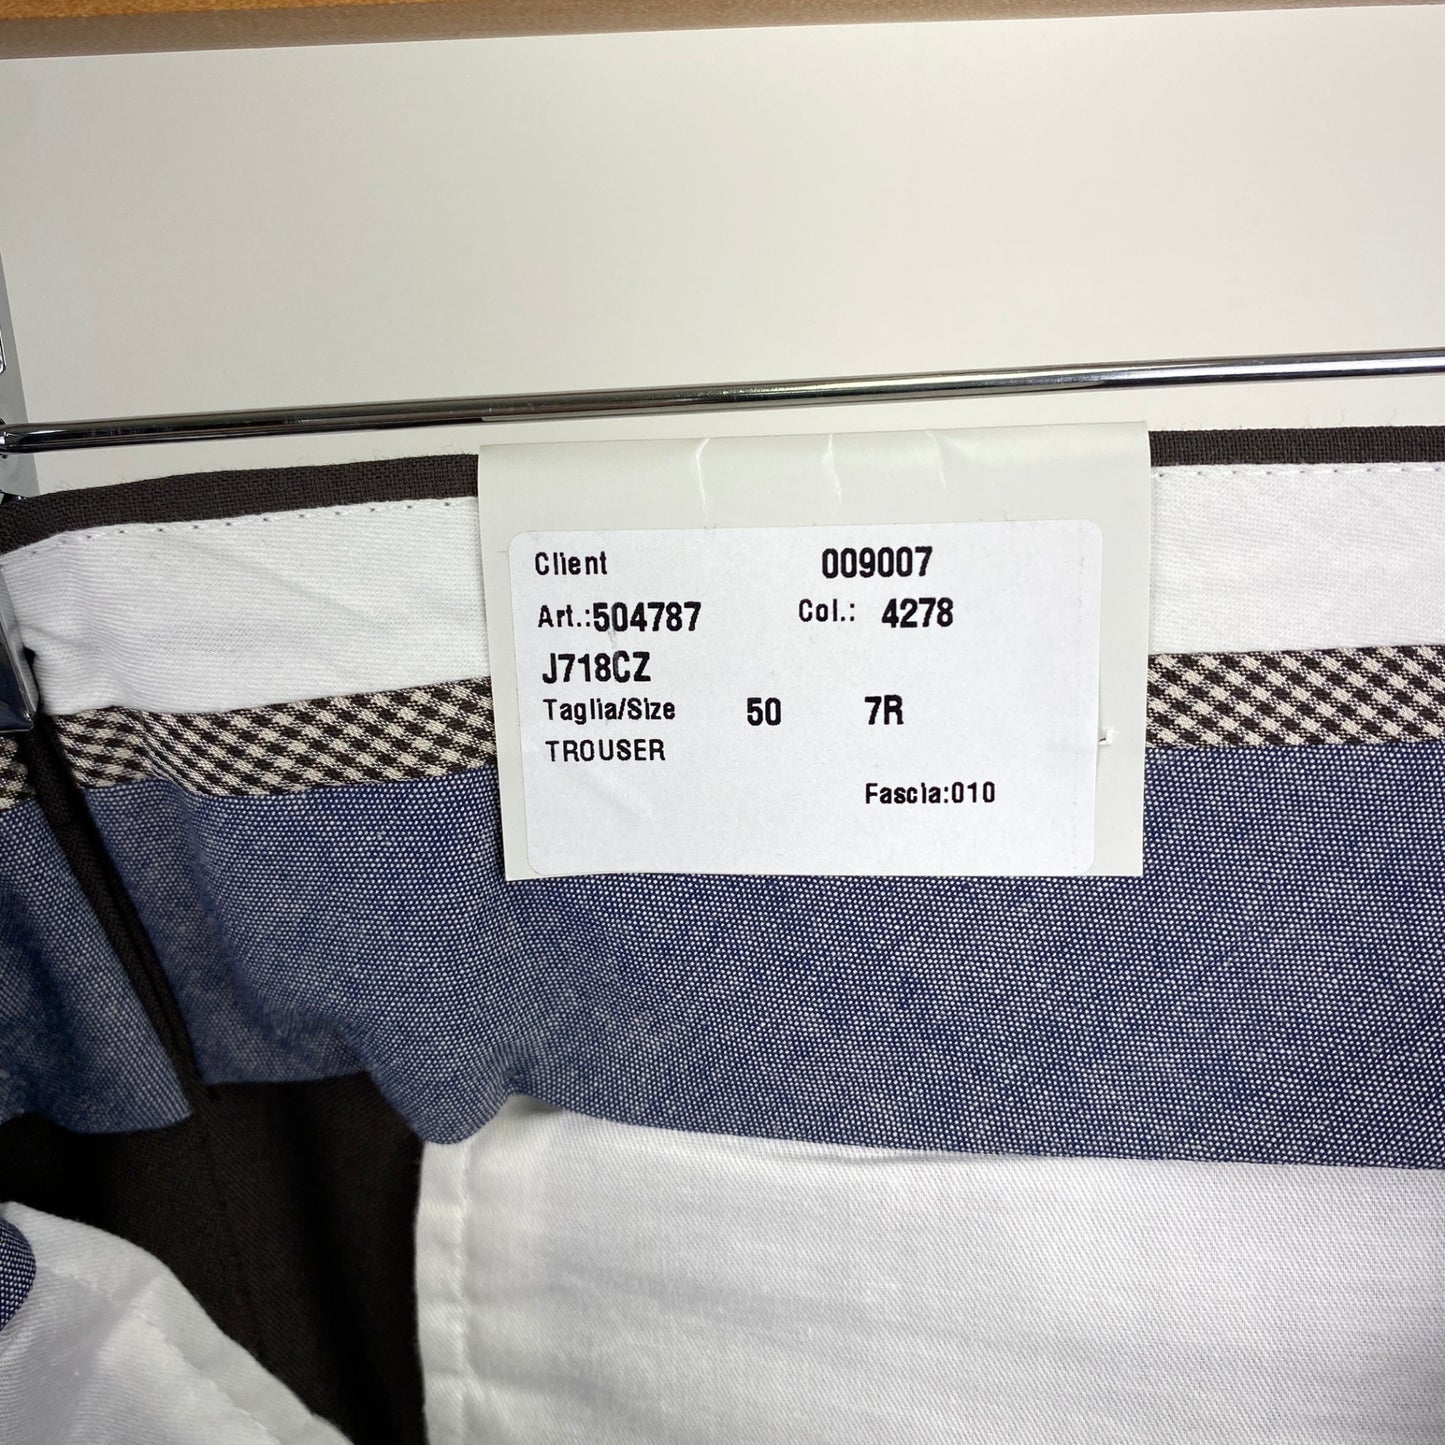 Client 009007
Art.:504787 Col.: 4278
J718CZ
Taglia/Size 50 7R
TROUSER
Fascia:010